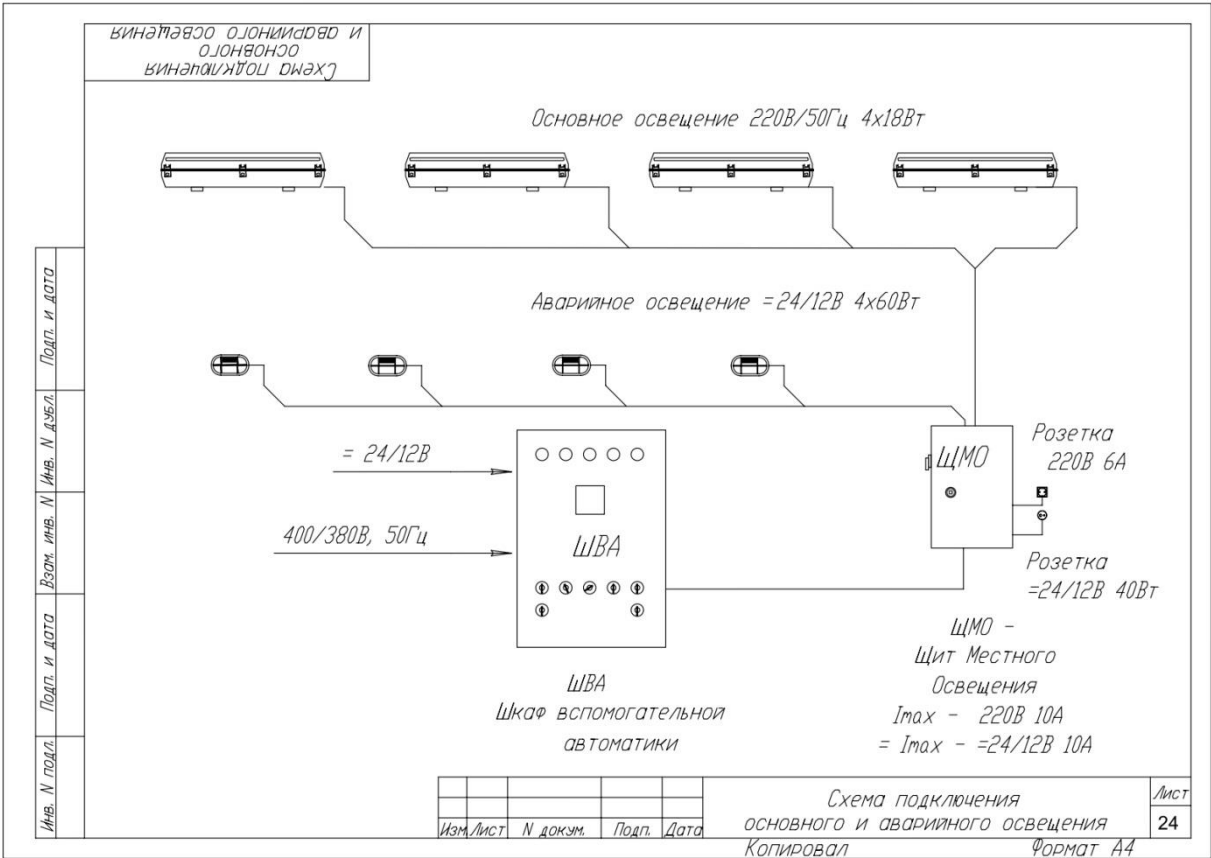 Схема подключения
основного
и аварийного освещения
Основное освещение 220В/50Гц 4х18Вт
Аварийное освещение =24/12В 4х60Вт
= 24/12В
400/380В, 50Гц
ШВА
ЩМО
Розетка
220В 6А
Розетка
=24/12В 40Вт
ШВА
Шкаф вспомогательной
автоматики
ЩМО -
Щит Местного
Освещения
Imax - 220В 10А
= Imax - =24/12В 10А
Подп. и дата
Инв. N дубл.
Взам. инв. N
Подп. и дата
Инв. N подл.
Изм Лист N докум. Подп. Дата
Схема подключения
основного и аварийного освещения
Лист
24
Копировал Формат А4